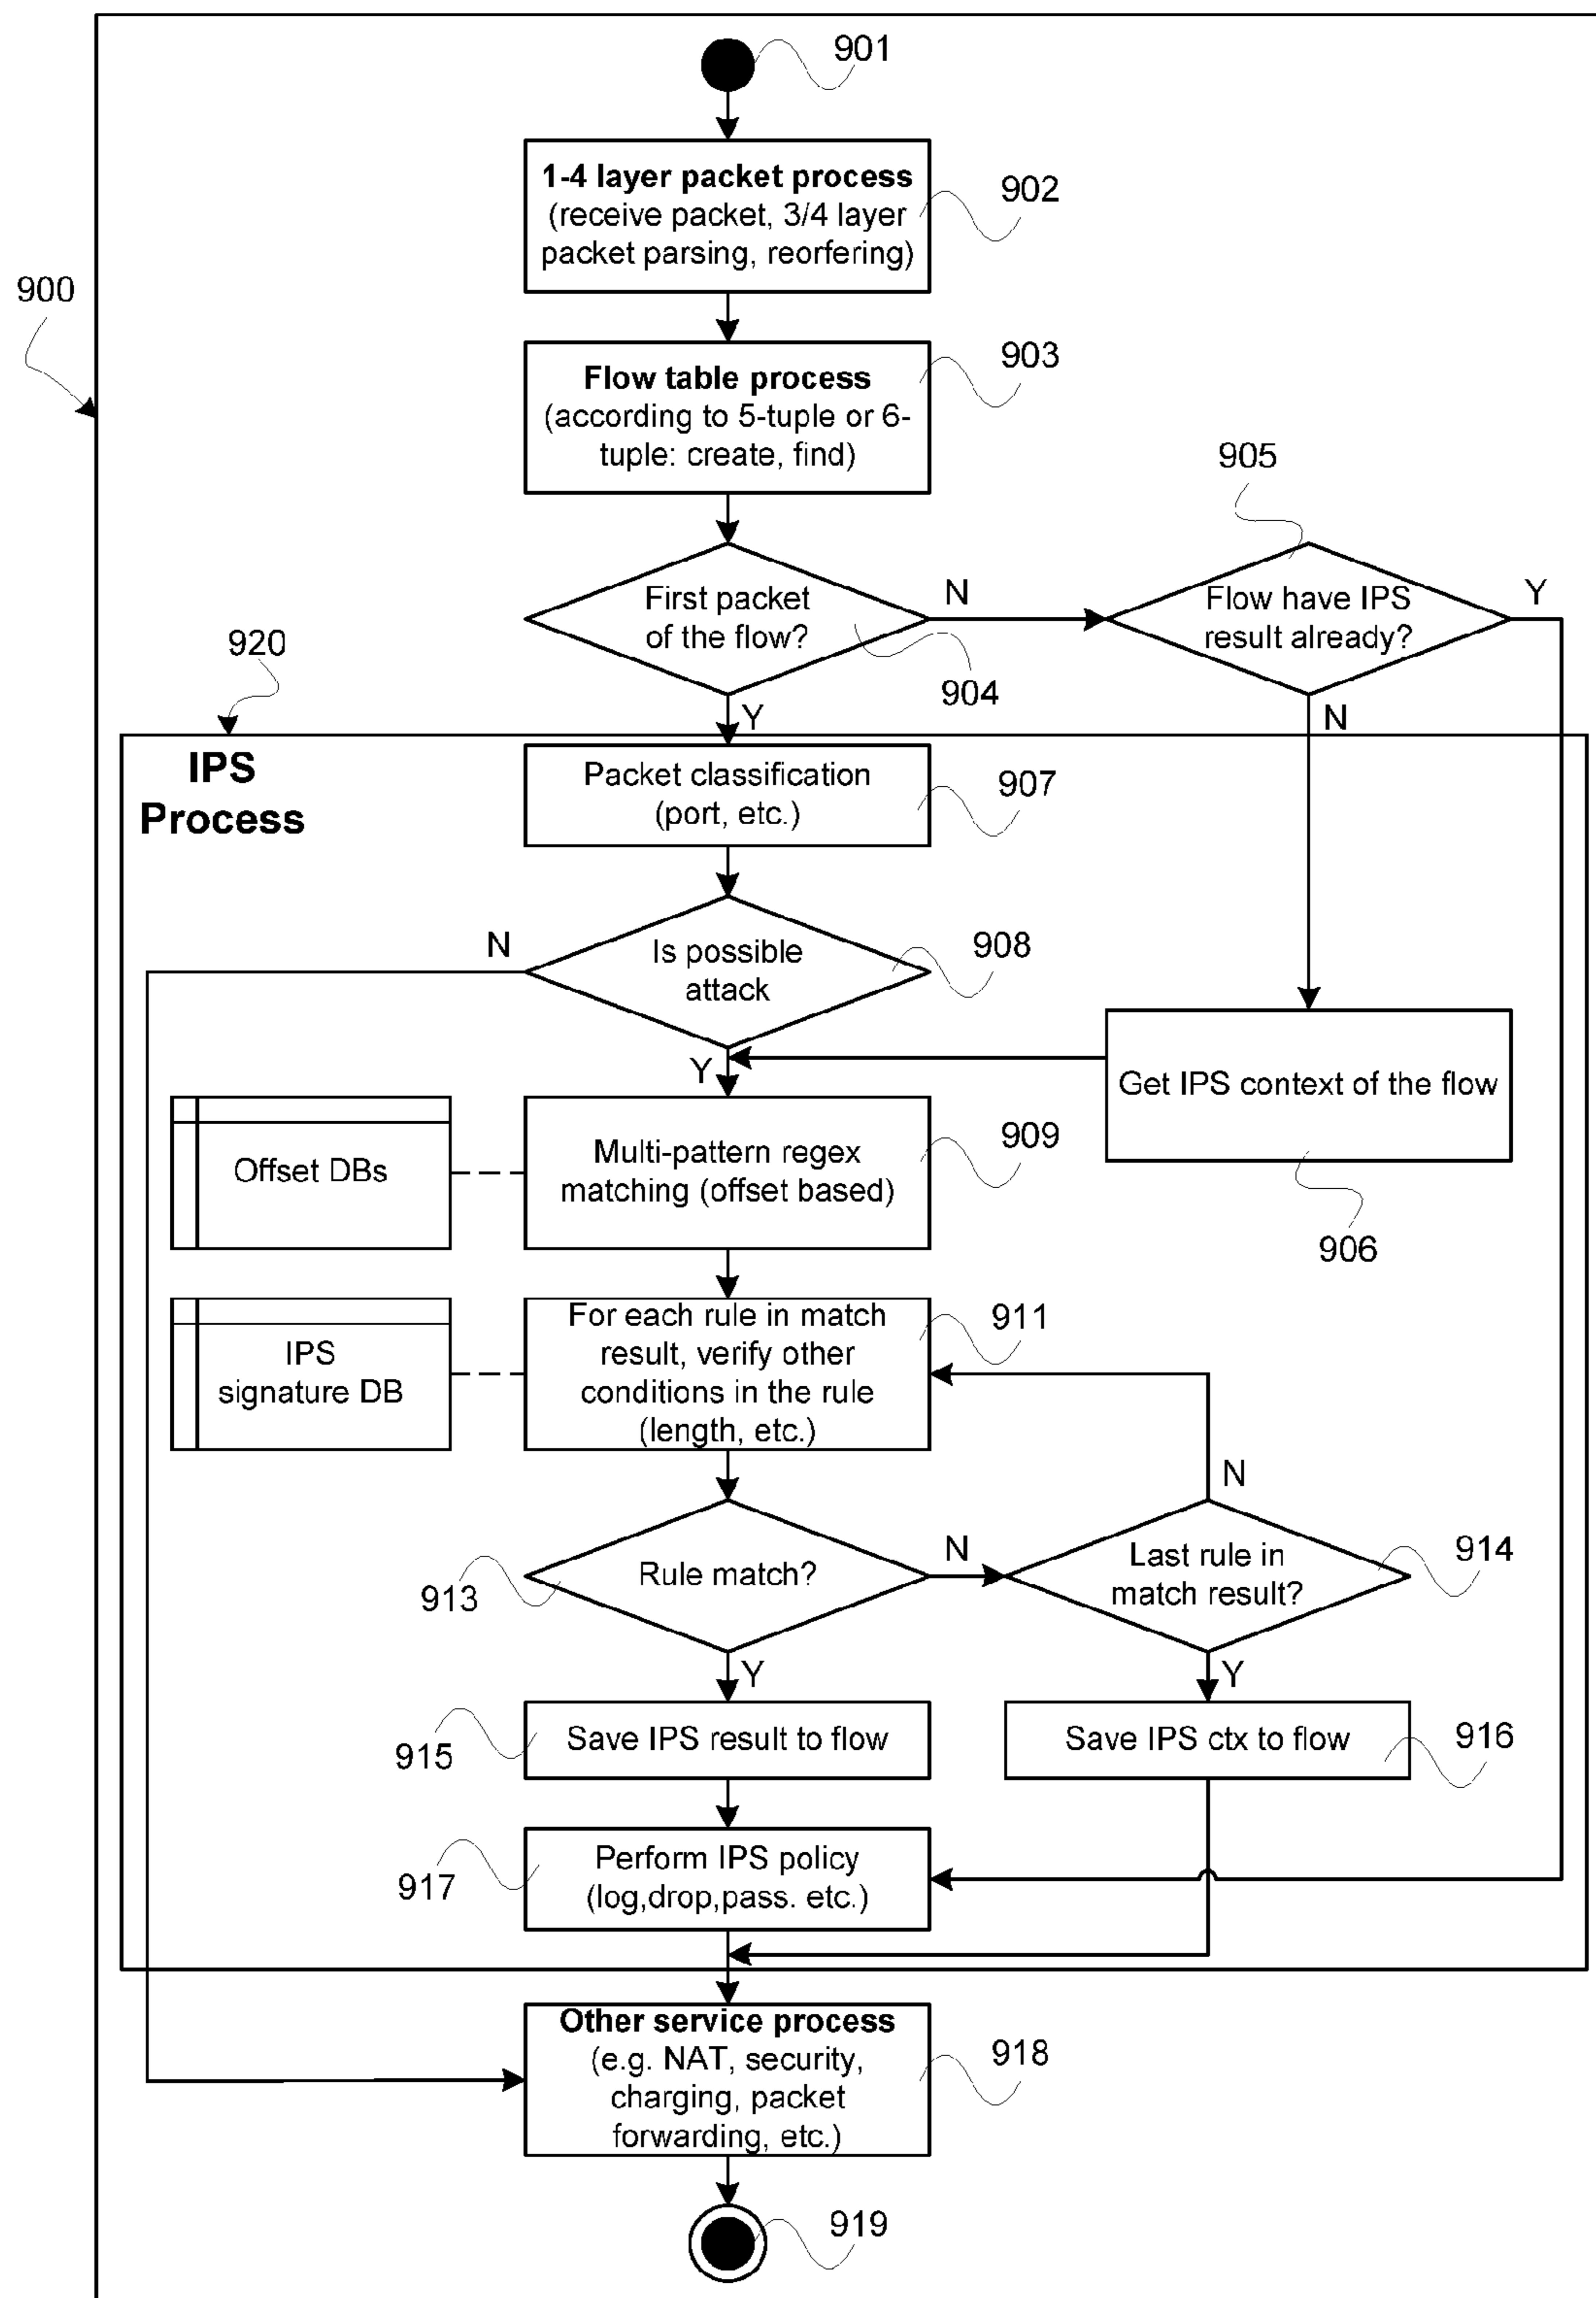 901
1-4 layer packet process
(receive packet, 3/4 layer
packet parsing, reorfering)
902
900
Flow table process
(according to 5-tuple or 6-
tuple: create, find)
903
905
First packet
of the flow?
N
904
Flow have IPS
result already?
Y
920
Y
N
IPS
Process
Packet classification
(port, etc.)
907
N
Is possible
attack
908
Y
Get IPS context of the flow
906
Offset DBs
Multi-pattern regex
matching (offset based)
909
IPS
signature DB
For each rule in match
result, verify other
conditions in the rule
(length, etc.)
911
N
Rule match?
913
N
Last rule in
match result?
914
Y
Y
Save IPS result to flow
915
Save IPS ctx to flow
916
Perform IPS policy
(log,drop,pass. etc.)
917
Other service process
(e.g. NAT, security,
charging, packet
forwarding, etc.)
918
919